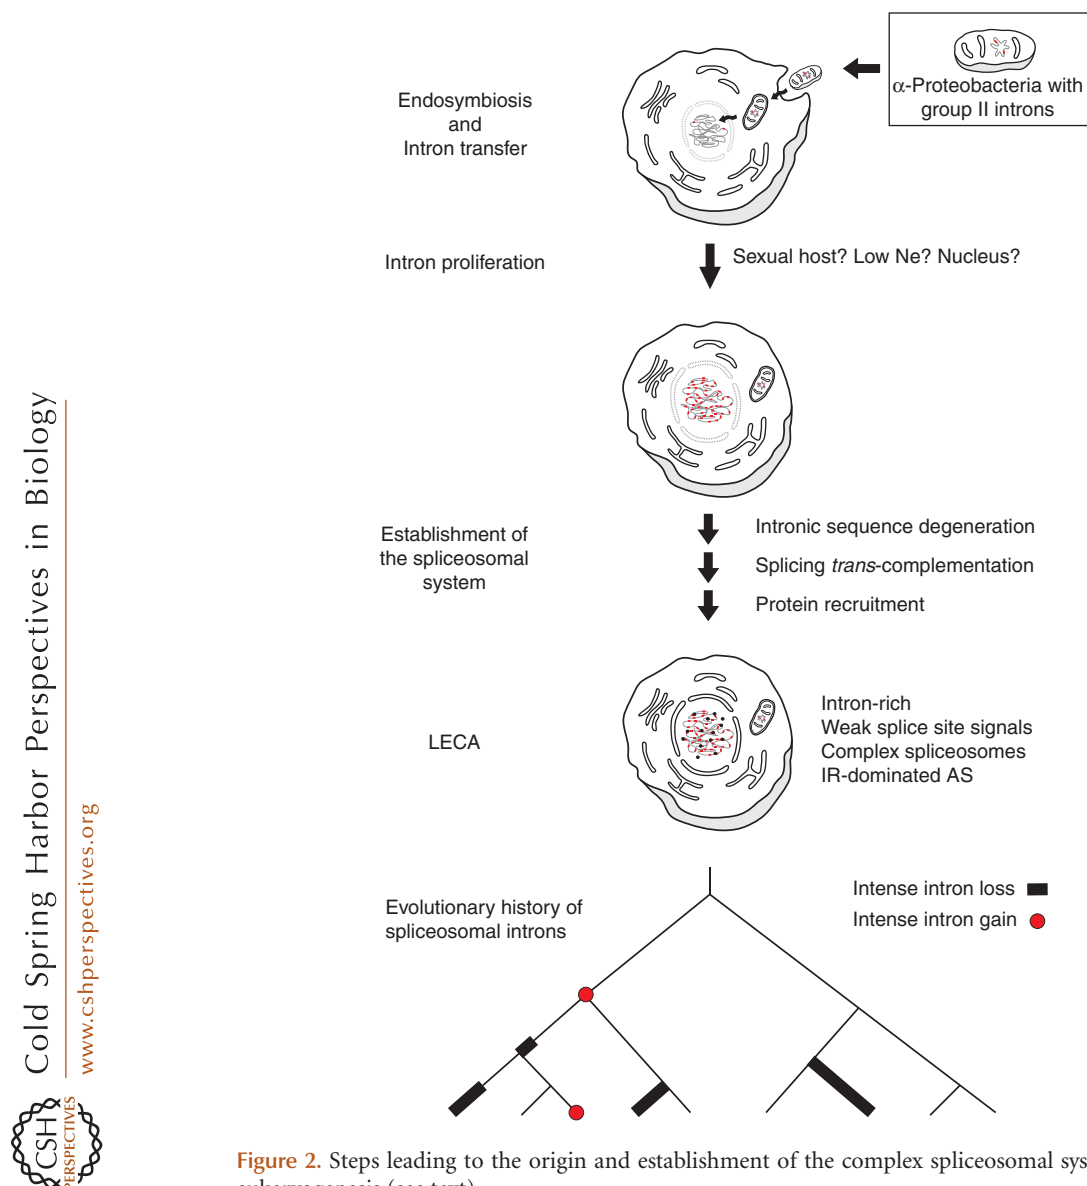 α-Proteobacteria with
group II introns
Endosymbiosis
and
Intron transfer
Intron proliferation
Sexual host? Low Ne? Nucleus?
Establishment of
the spliceosomal
system
Intronic sequence degeneration
Splicing trans-complementation
Protein recruitment
LECA
Intron-rich
Weak splice site signals
Complex spliceosomes
IR-dominated AS
Evolutionary history of
spliceosomal introns
Intense intron loss
Intense intron gain
Figure 2. Steps leading to the origin and establishment of the complex spliceosomal sys
Cold Spring Harbor Perspectives in Biology
www.cshperspectives.org
CSH
PERSPECTIVES